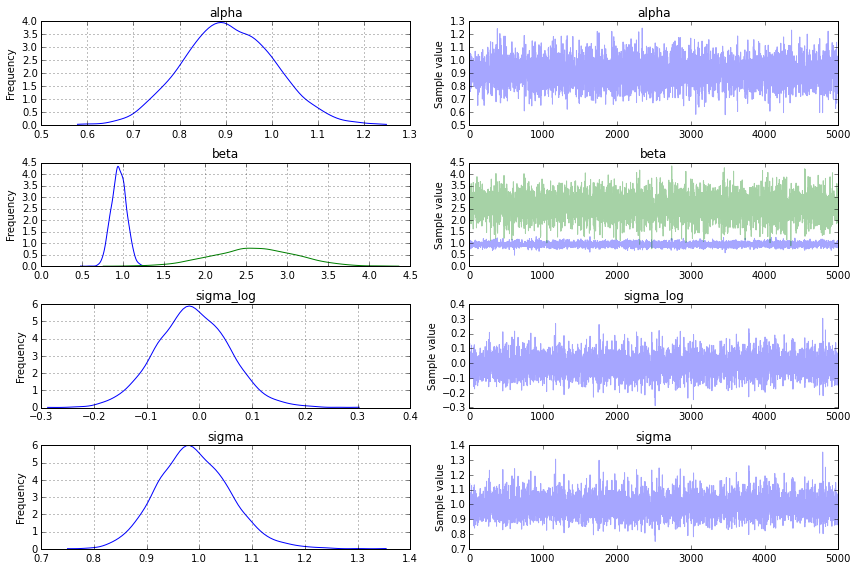 alpha
Frequency
4.0
3.5
3.0
2.5
2.0
1.5
1.0
0.5
0.0
0.5 0.6 0.7 0.8 0.9 1.0 1.1 1.2 1.3
alpha
Sample value
1.3
1.2
1.1
1.0
0.9
0.8
0.7
0.6
0.5
0 1000 2000 3000 4000 5000
beta
Frequency
4.5
4.0
3.5
3.0
2.5
2.0
1.5
1.0
0.5
0.0
0.0 0.5 1.0 1.5 2.0 2.5 3.0 3.5 4.0 4.5
beta
Sample value
4.5
4.0
3.5
3.0
2.5
2.0
1.5
1.0
0.5
0.0
0 1000 2000 3000 4000 5000
sigma_log
Frequency
6
5
4
3
2
1
0
−0.3 −0.2 −0.1 0.0 0.1 0.2 0.3 0.4
sigma_log
Sample value
0.4
0.3
0.2
0.1
0.0
−0.1
−0.2
−0.3
0 1000 2000 3000 4000 5000
sigma
Frequency
6
5
4
3
2
1
0
0.7 0.8 0.9 1.0 1.1 1.2 1.3 1.4
sigma
Sample value
1.4
1.3
1.2
1.1
1.0
0.9
0.8
0.7
0 1000 2000 3000 4000 5000